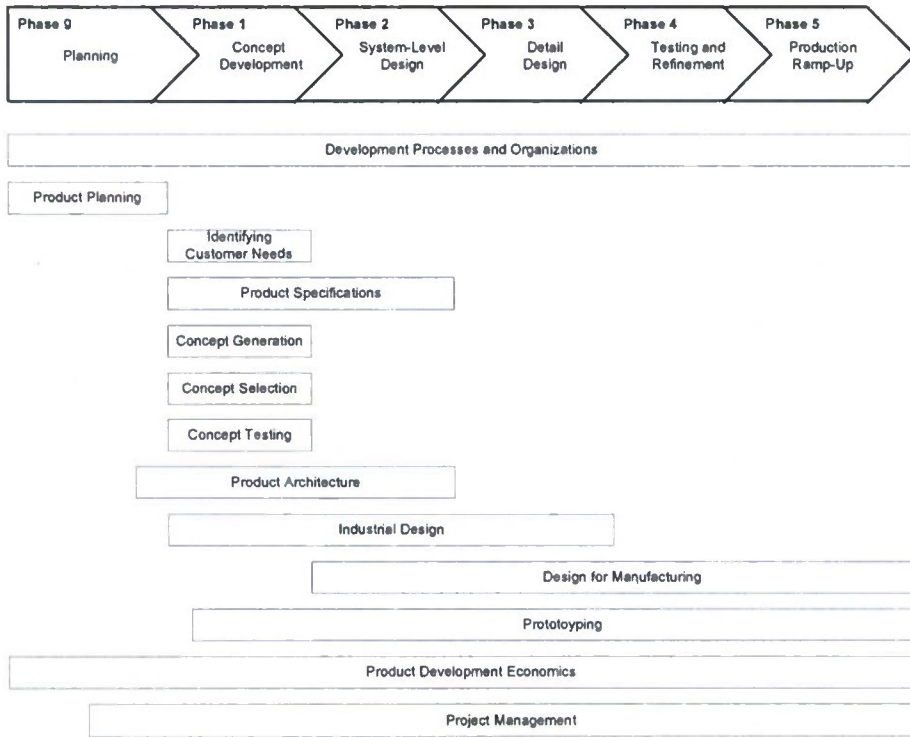 Phase 0
Planning
Phase 1
Concept
Development
Phase 2
System-Level
Design
Phase 3
Detail
Design
Phase 4
Testing and
Refinement
Phase 5
Production
Ramp-Up
Development Processes and Organizations
Product Planning
Identifying
Customer Needs
Product Specifications
Concept Generation
Concept Selection
Concept Testing
Product Architecture
Industrial Design
Design for Manufacturing
Prototoyping
Product Development Economics
Project Management